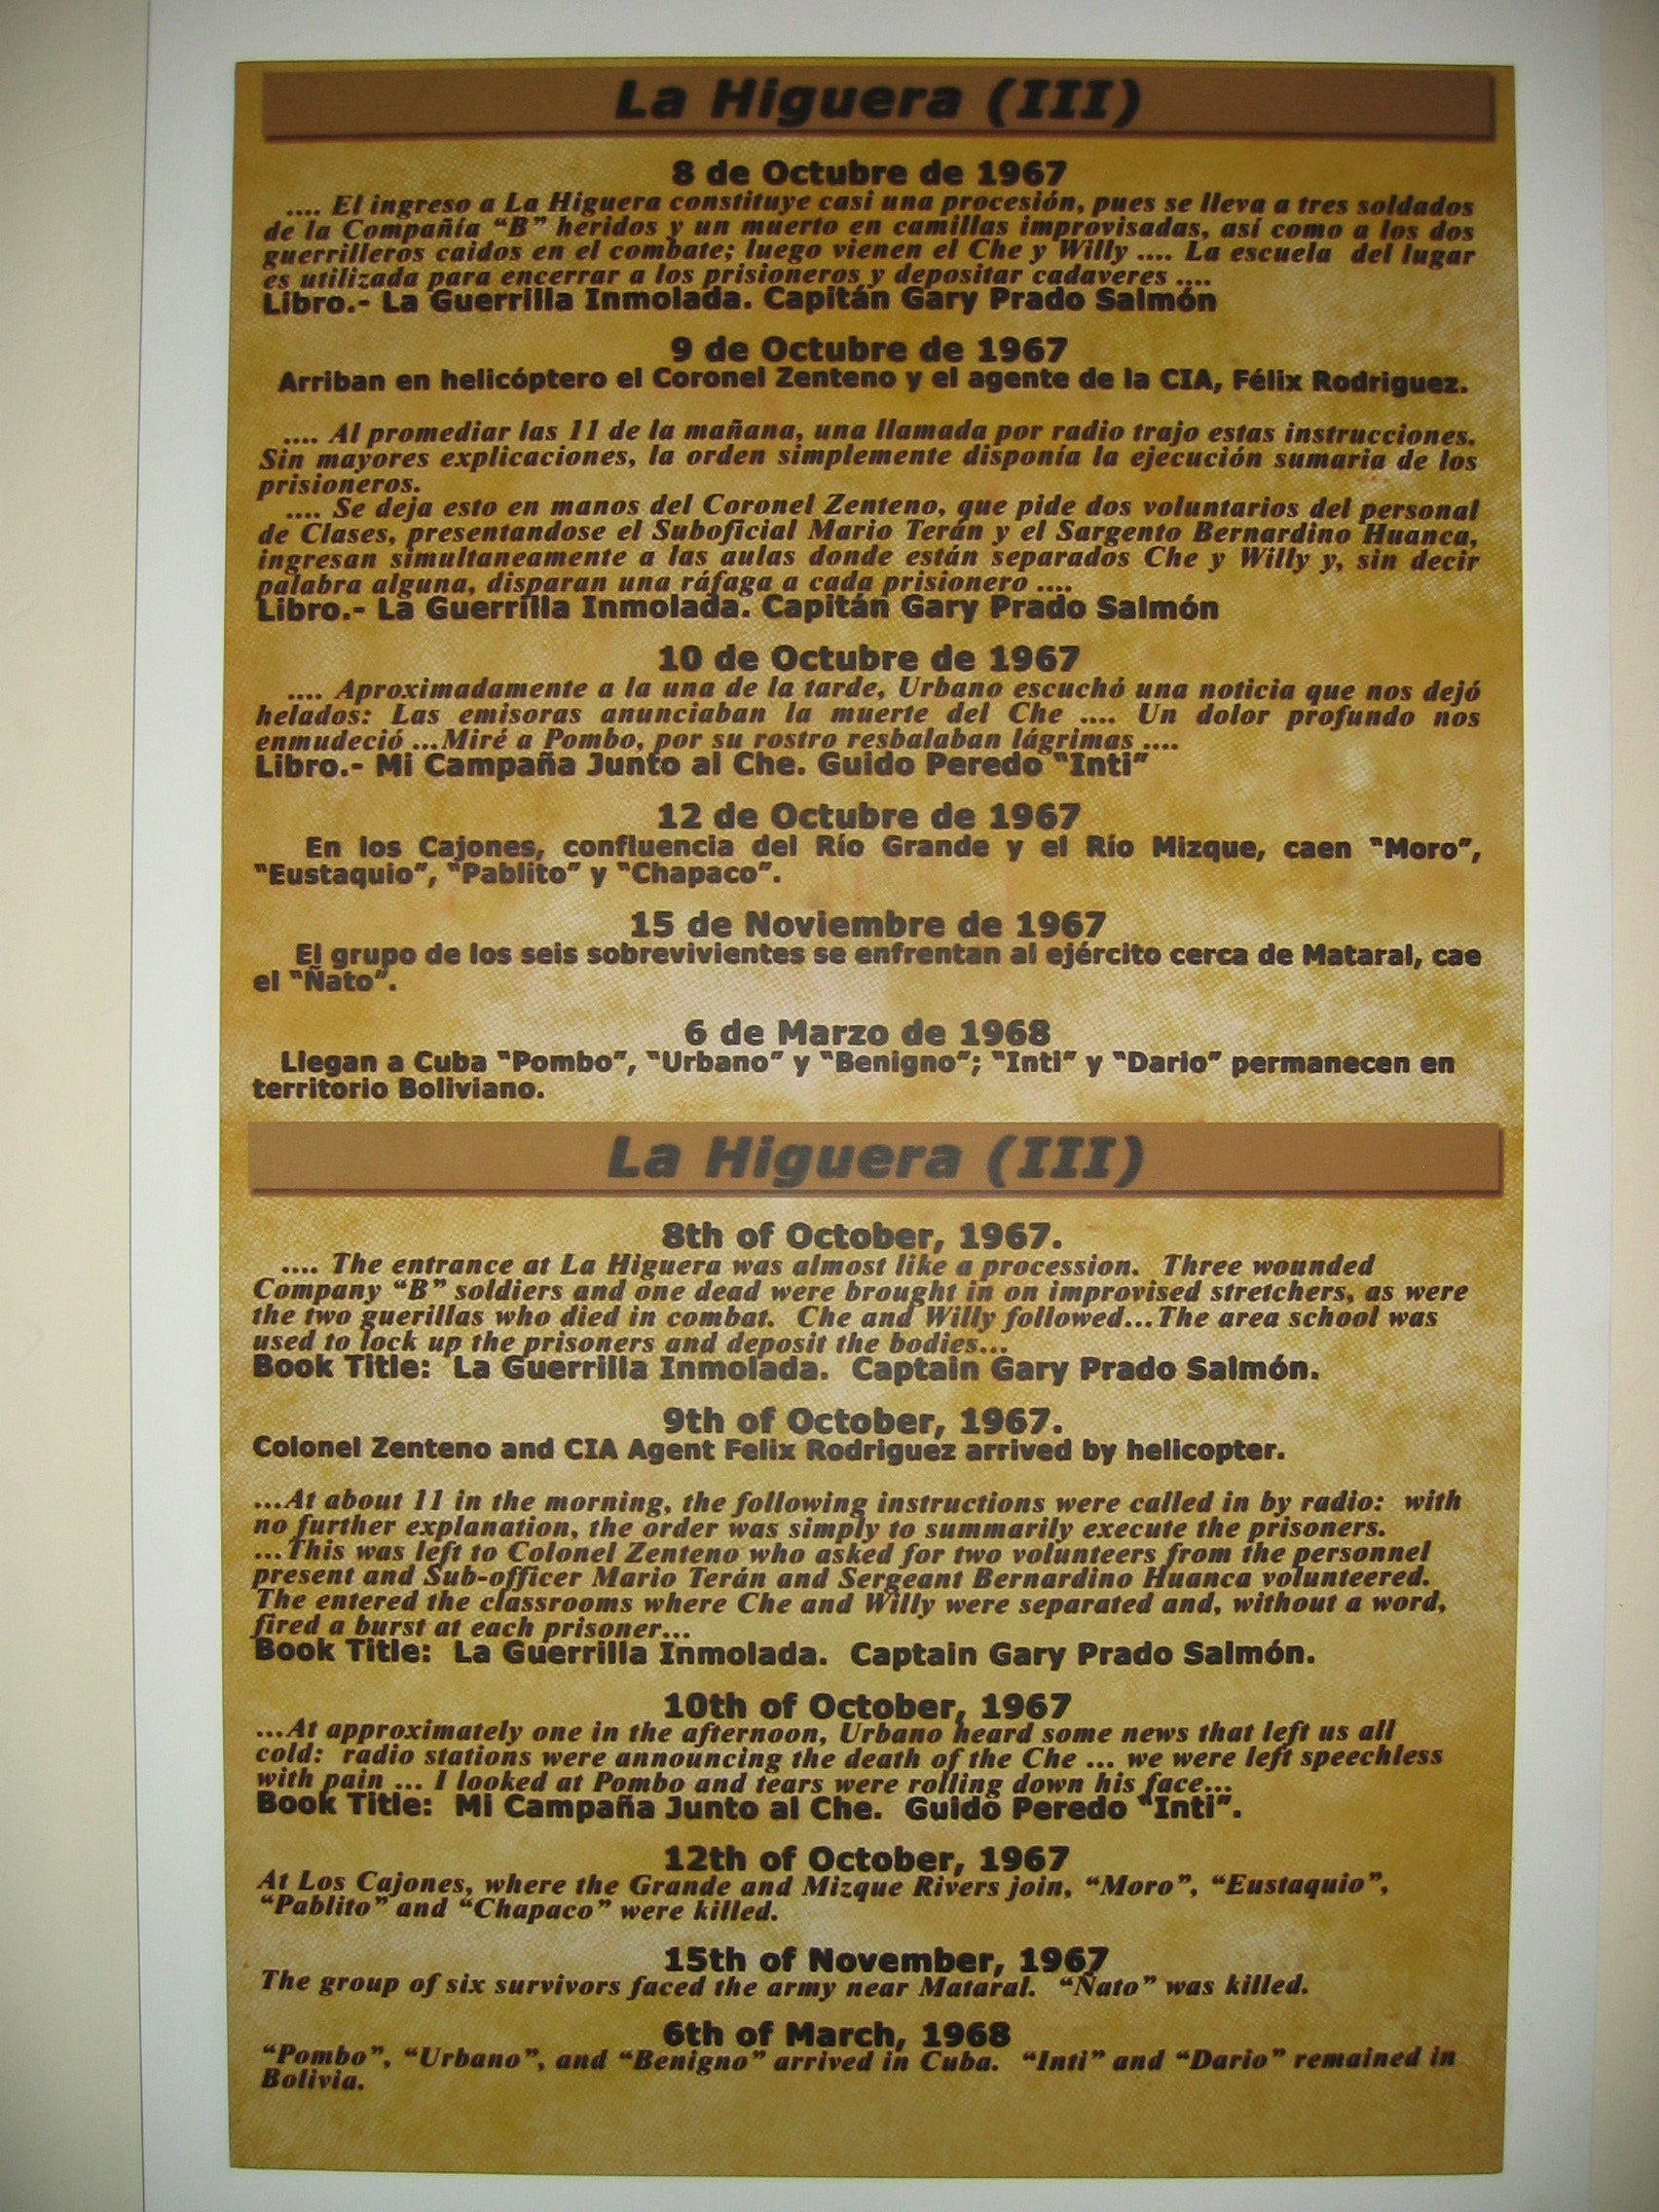 La Higuera (III)
8 de Octubre de 1967
.... El ingreso a La Higuera constituye casi una procesión, pues se lleva a tres soldados
de la Compañía “B” heridos y un muerto en camillas improvisadas, así como a los dos
guerrilleros caidos en el combate; luego vienen el Che y Willy .... La escuela del lugar
es utilizada para encerrar a los prisioneros y depositar cadaveres ....
Libro.- La Guerrilla Inmolada. Capitán Gary Prado Salmón
9 de Octubre de 1967
Arriban en helicóptero el Coronel Zenteno y el agente de la CIA, Félix Rodriguez.
.... Al promediar las 11 de la mañana, una llamada por radio trajo estas instrucciones.
Sin mayores explicaciones, la orden simplemente disponía la ejecución sumaria de los
prisioneros.
.... Se deja esto en manos del Coronel Zenteno, que pide dos voluntarios del personal
de Clases, presentandose el Suboficial Mario Terán y el Sargento Bernardino Huanca,
ingresan simultaneamente a las aulas donde están separados Che y Willy y, sin decir
palabra alguna, disparan una ráfaga a cada prisionero ....
Libro.- La Guerrilla Inmolada. Capitán Gary Prado Salmón
10 de Octubre de 1967
.... Aproximadamente a la una de la tarde, Urbano escuchó una noticia que nos dejó
helados: Las emisoras anunciaban la muerte del Che .... Un dolor profundo nos
enmudeció ...Miré a Pombo, por su rostro resbalaban lágrimas ....
Libro.- Mi Campaña Junto al Che. Guido Peredo “Inti”
12 de Octubre de 1967
En los Cajones, confluencia del Río Grande y el Río Mizque, caen “Moro”,
“Eustaquio”, “Pablito” y “Chapaco”.
15 de Noviembre de 1967
El grupo de los seis sobrevivientes se enfrentan al ejército cerca de Mataral, cae
el “Ñato”.
6 de Marzo de 1968
Llegan a Cuba “Pombo”, “Urbano” y “Benigno”; “Inti” y “Dario” permanecen en
territorio Boliviano.
La Higuera (III)
8th of October, 1967.
.... The entrance at La Higuera was almost like a procession. Three wounded
Company “B” soldiers and one dead were brought in on improvised stretchers, as were
the two guerillas who died in combat. Che and Willy followed...The area school was
used to lock up the prisoners and deposit the bodies...
Book Title: La Guerrilla Inmolada. Captain Gary Prado Salmón.
9th of October, 1967.
Colonel Zenteno and CIA Agent Felix Rodriguez arrived by helicopter.
...At about 11 in the morning, the following instructions were called in by radio: with
no further explanation, the order was simply to summarily execute the prisoners.
...This was left to Colonel Zenteno who asked for two volunteers from the personnel
present and Sub-officer Mario Terán and Sergeant Bernardino Huanca volunteered.
The entered the classrooms where Che and Willy were separated and, without a word,
fired a burst at each prisoner...
Book Title: La Guerrilla Inmolada. Captain Gary Prado Salmón.
10th of October, 1967
...At approximately one in the afternoon, Urbano heard some news that left us all
cold: radio stations were announcing the death of the Che ... we were left speechless
with pain ... I looked at Pombo and tears were rolling down his face...
Book Title: Mi Campaña Junto al Che. Guido Peredo “Inti”.
12th of October, 1967
At Los Cajones, where the Grande and Mizque Rivers join, “Moro”, “Eustaquio”,
“Pablito” and “Chapaco” were killed.
15th of November, 1967
The group of six survivors faced the army near Mataral. “Ñato” was killed.
6th of March, 1968
“Pombo”, “Urbano”, and “Benigno” arrived in Cuba. “Inti” and “Dario” remained in
Bolivia.